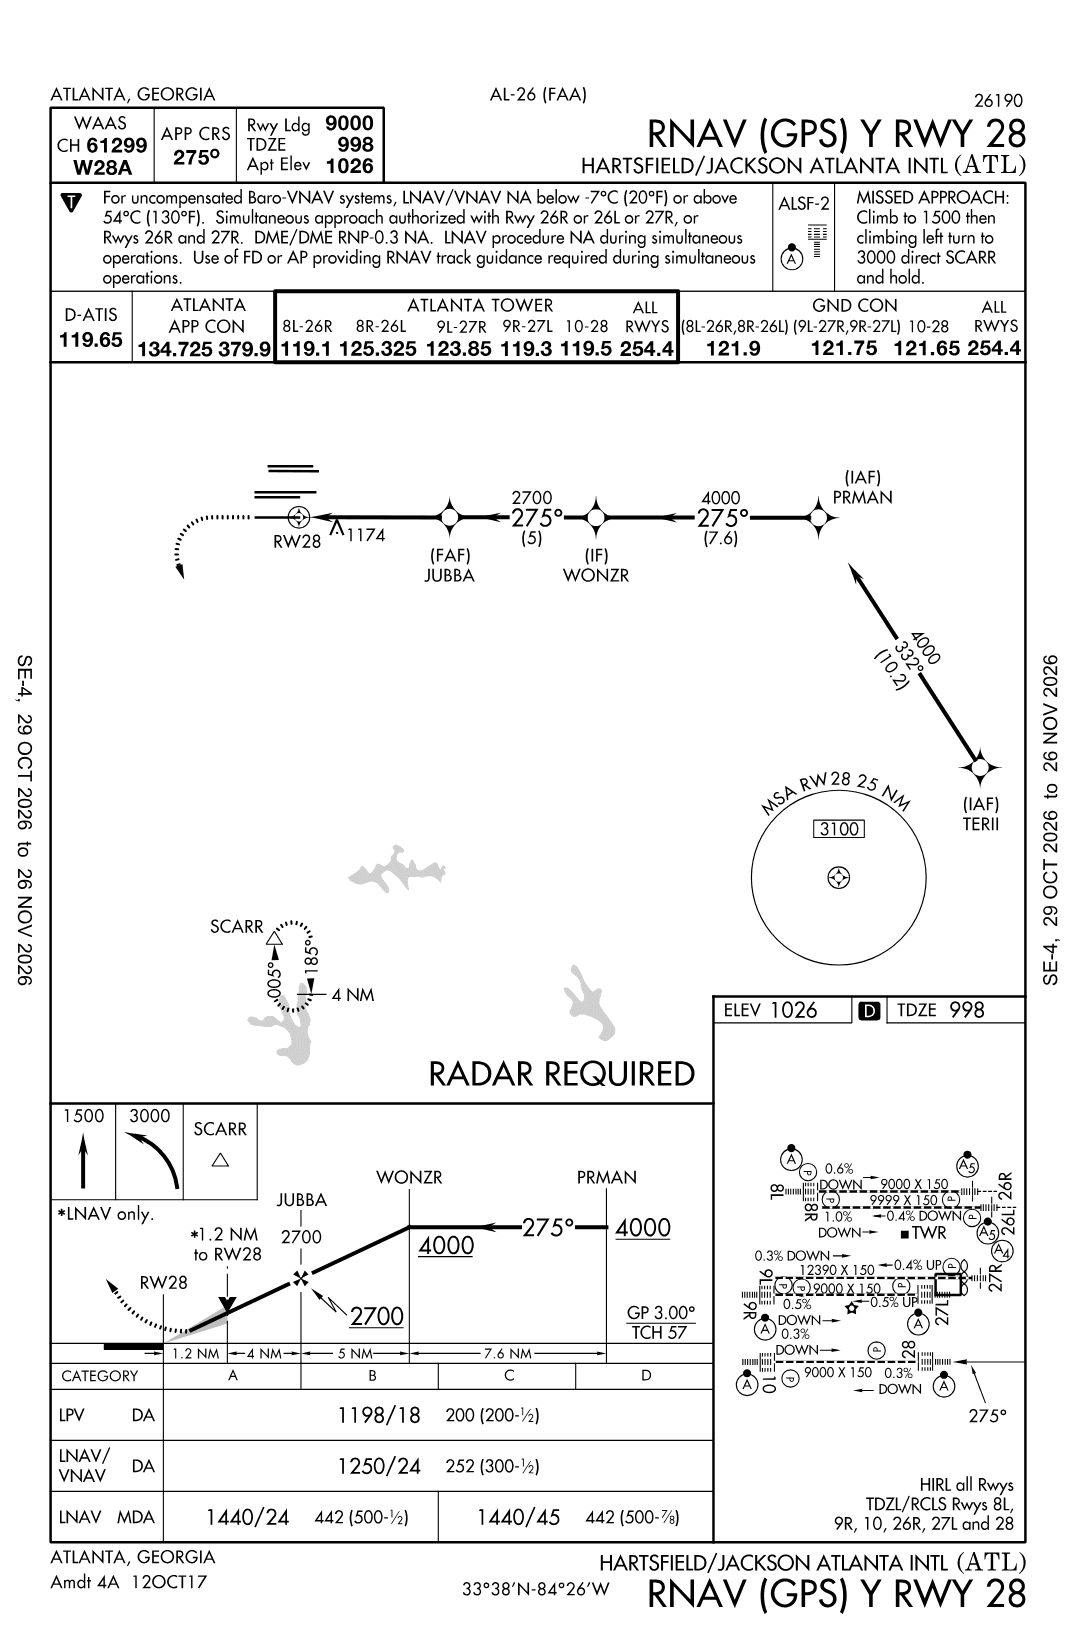 ATLANTA, GEORGIA
AL-26 (FAA)
26190
WAAS
CH 61299
W28A
APP CRS
275°
Rwy Ldg 9000
TDZE 998
Apt Elev 1026
RNAV (GPS) Y RWY 28
HARTSFIELD/JACKSON ATLANTA INTL (ATL)
T
For uncompensated Baro-VNAV systems, LNAV/VNAV NA below -7°C (20°F) or above
54°C (130°F). Simultaneous approach authorized with Rwy 26R or 26L or 27R, or
Rwys 26R and 27R. DME/DME RNP-0.3 NA. LNAV procedure NA during simultaneous
operations. Use of FD or AP providing RNAV track guidance required during simultaneous
operations.
ALSF-2
A
MISSED APPROACH:
Climb to 1500 then
climbing left turn to
3000 direct SCARR
and hold.
D-ATIS
119.65
ATLANTA
APP CON
134.725 379.9
ATLANTA TOWER
8L-26R 8R-26L 9L-27R 9R-27L 10-28 ALL RWYS
119.1 125.325 123.85 119.3 119.5 254.4
GND CON
(8L-26R,8R-26L) (9L-27R,9R-27L) 10-28 ALL RWYS
121.9 121.75 121.65 254.4
(IAF)
PRMAN
2700
275°
(5)
4000
275°
(7.6)
RW28
1174
(FAF)
JUBBA
(IF)
WONZR
4000
332°
(10.2)
(IAF)
TERII
MSA RW28 25 NM
3100
SCARR
005°
185°
4 NM
RADAR REQUIRED
SE-4, 29 OCT 2026 to 26 NOV 2026
SE-4, 29 OCT 2026 to 26 NOV 2026
ELEV 1026
D
TDZE 998
A
P
0.6%
DOWN
9000 X 150
A5
8L
26R
P
9999 X 150
P
8R
1.0%
DOWN
0.4% DOWN
P
26L
A5
TWR
A4
0.3% DOWN
12390 X 150
0.4% UP
P
9L
27R
P
P
9000 X 150
P
9R
0.5%
DOWN
0.5% UP
27L
A
A
0.3%
DOWN
P
28
10
A
P
9000 X 150
0.3%
DOWN
A
275°
HIRL all Rwys
TDZL/RCLS Rwys 8L,
9R, 10, 26R, 27L and 28
1500
3000
SCARR
*LNAV only.
*1.2 NM
to RW28
RW28
JUBBA
2700
WONZR
PRMAN
4000
275°
4000
2700
GP 3.00°
TCH 57
1.2 NM
4 NM
5 NM
7.6 NM
CATEGORY A B C D
LPV DA 1198/18 200 (200-½)
LNAV/
VNAV DA 1250/24 252 (300-½)
LNAV MDA 1440/24 442 (500-½) 1440/45 442 (500-⅞)
ATLANTA, GEORGIA
Amdt 4A 12OCT17
33°38'N-84°26'W
HARTSFIELD/JACKSON ATLANTA INTL (ATL)
RNAV (GPS) Y RWY 28